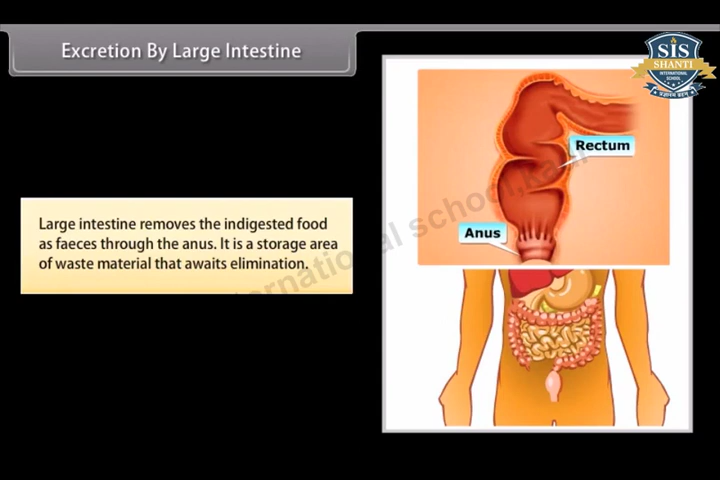 Excretion By Large Intestine
SIS
SHANTI
INTERNATIONAL
SCHOOL
Rectum
Anus
Large intestine removes the indigested food
as faeces through the anus. It is a storage area
of waste material that awaits elimination.